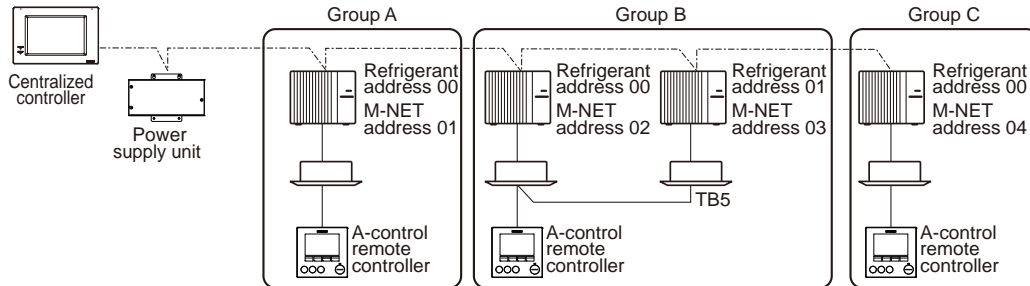 Group A
Group B
Group C
Centralized
controller
Power
supply unit
Refrigerant
address 00
M-NET
address 01
Refrigerant
address 00
M-NET
address 02
Refrigerant
address 01
M-NET
address 03
Refrigerant
address 00
M-NET
address 04
TB5
A-control
remote
controller
A-control
remote
controller
A-control
remote
controller